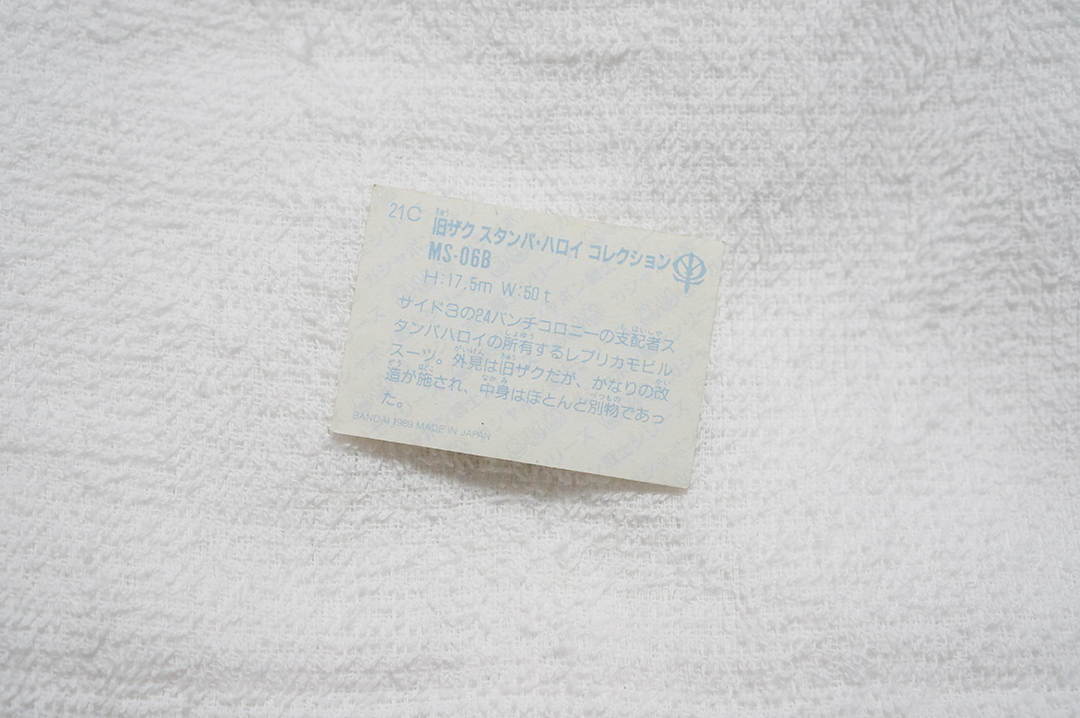 21C 旧ザク スタンパ・ハロイ コレクション
MS-06B
H:17.5m W:50t
サイド3の24バンチコロニーの支配者ス
タンパハロイの所有するレプリカモビル
スーツ。外見は旧ザクだが、かなりの改
造が施され、中身はほとんど別物であっ
た。
BANDAI 1989 MADE IN JAPAN